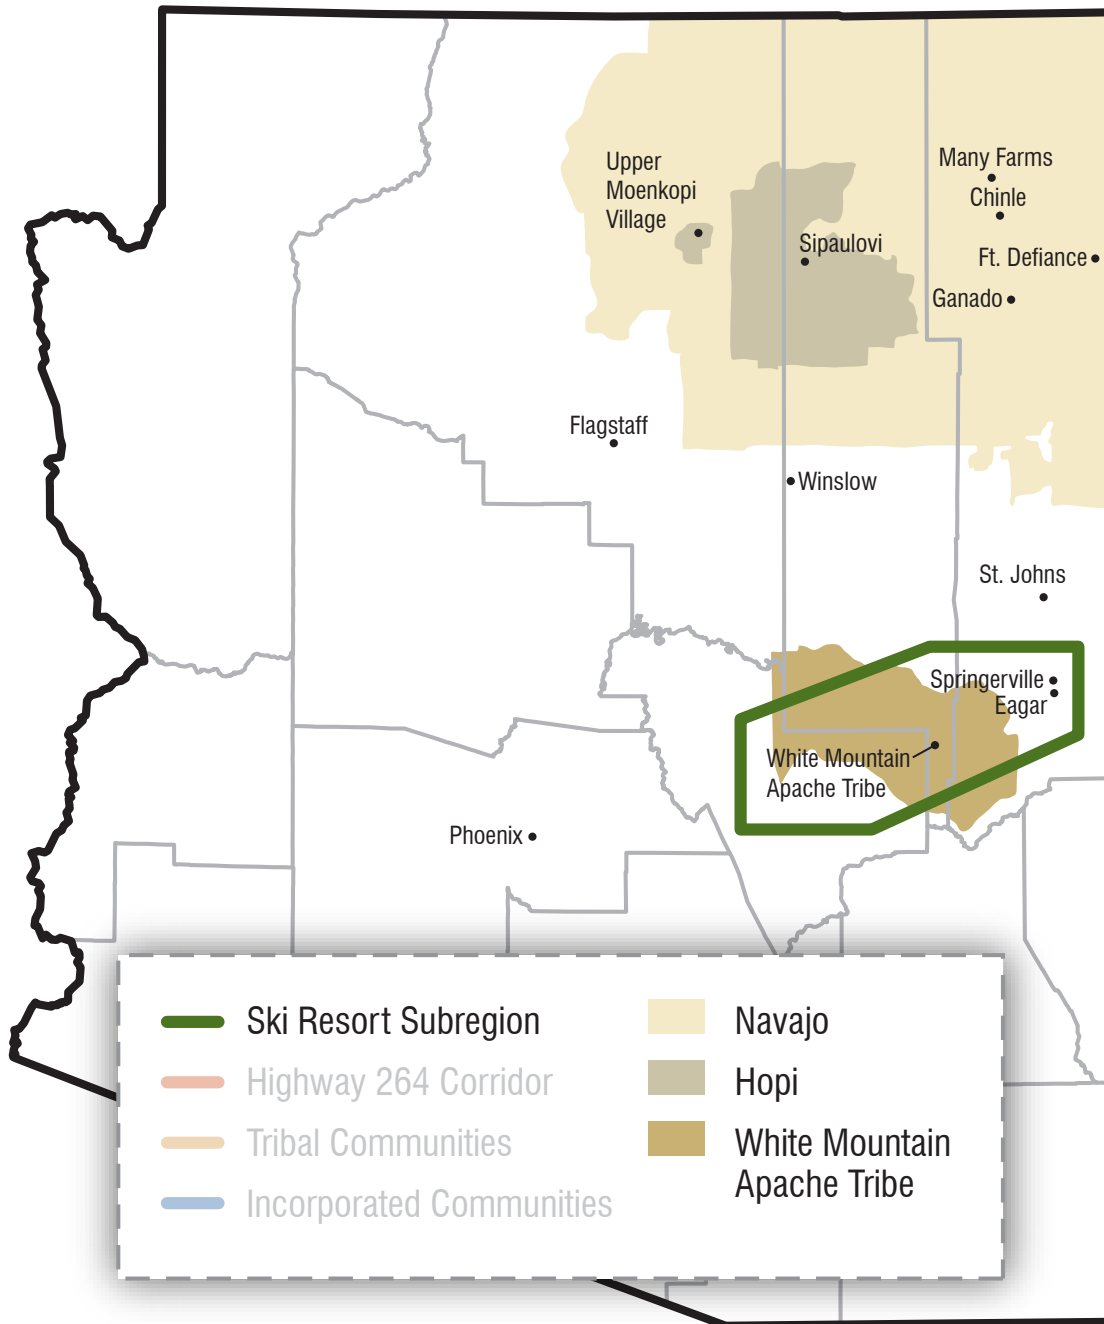 Upper
Moenkopi
Village
Many Farms
Chinle
Sipaulovi
Ft. Defiance
Ganado
Flagstaff
Winslow
St. Johns
Springerville
Eagar
White Mountain
Apache Tribe
Phoenix
Ski Resort Subregion
Highway 264 Corridor
Tribal Communities
Incorporated Communities
Navajo
Hopi
White Mountain
Apache Tribe